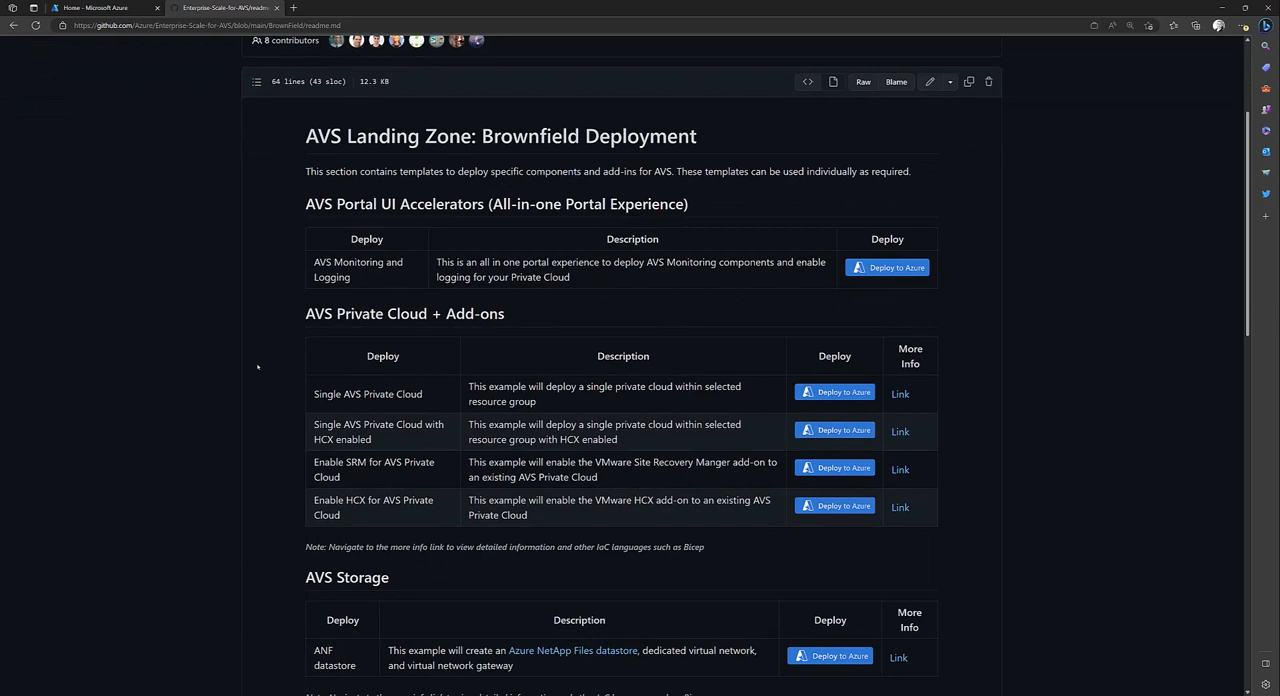 Home - Microsoft Azure
Enterprise-Scale-for-AVS/readme
https://github.com/Azure/Enterprise-Scale-for-AVS/blob/main/BrownField/readme.md
8 contributors
64 lines (43 sloc) 12.3 KB
Raw Blame
AVS Landing Zone: Brownfield Deployment
This section contains templates to deploy specific components and add-ins for AVS. These templates can be used individually as required.
AVS Portal UI Accelerators (All-in-one Portal Experience)
Deploy Description Deploy
AVS Monitoring and
Logging
This is an all in one portal experience to deploy AVS Monitoring components and enable
logging for your Private Cloud
Deploy to Azure
AVS Private Cloud + Add-ons
Deploy Description Deploy More
Info
Single AVS Private Cloud
This example will deploy a single private cloud within selected
resource group
Deploy to Azure
Link
Single AVS Private Cloud with
HCX enabled
This example will deploy a single private cloud within selected
resource group with HCX enabled
Deploy to Azure
Link
Enable SRM for AVS Private
Cloud
This example will enable the VMware Site Recovery Manger add-on to
an existing AVS Private Cloud
Deploy to Azure
Link
Enable HCX for AVS Private
Cloud
This example will enable the VMware HCX add-on to an existing AVS
Private Cloud
Deploy to Azure
Link
Note: Navigate to the more info link to view detailed information and other IaC languages such as Bicep
AVS Storage
Deploy Description Deploy More
Info
ANF
datastore
This example will create an Azure NetApp Files datastore, dedicated virtual network,
and virtual network gateway
Deploy to Azure
Link